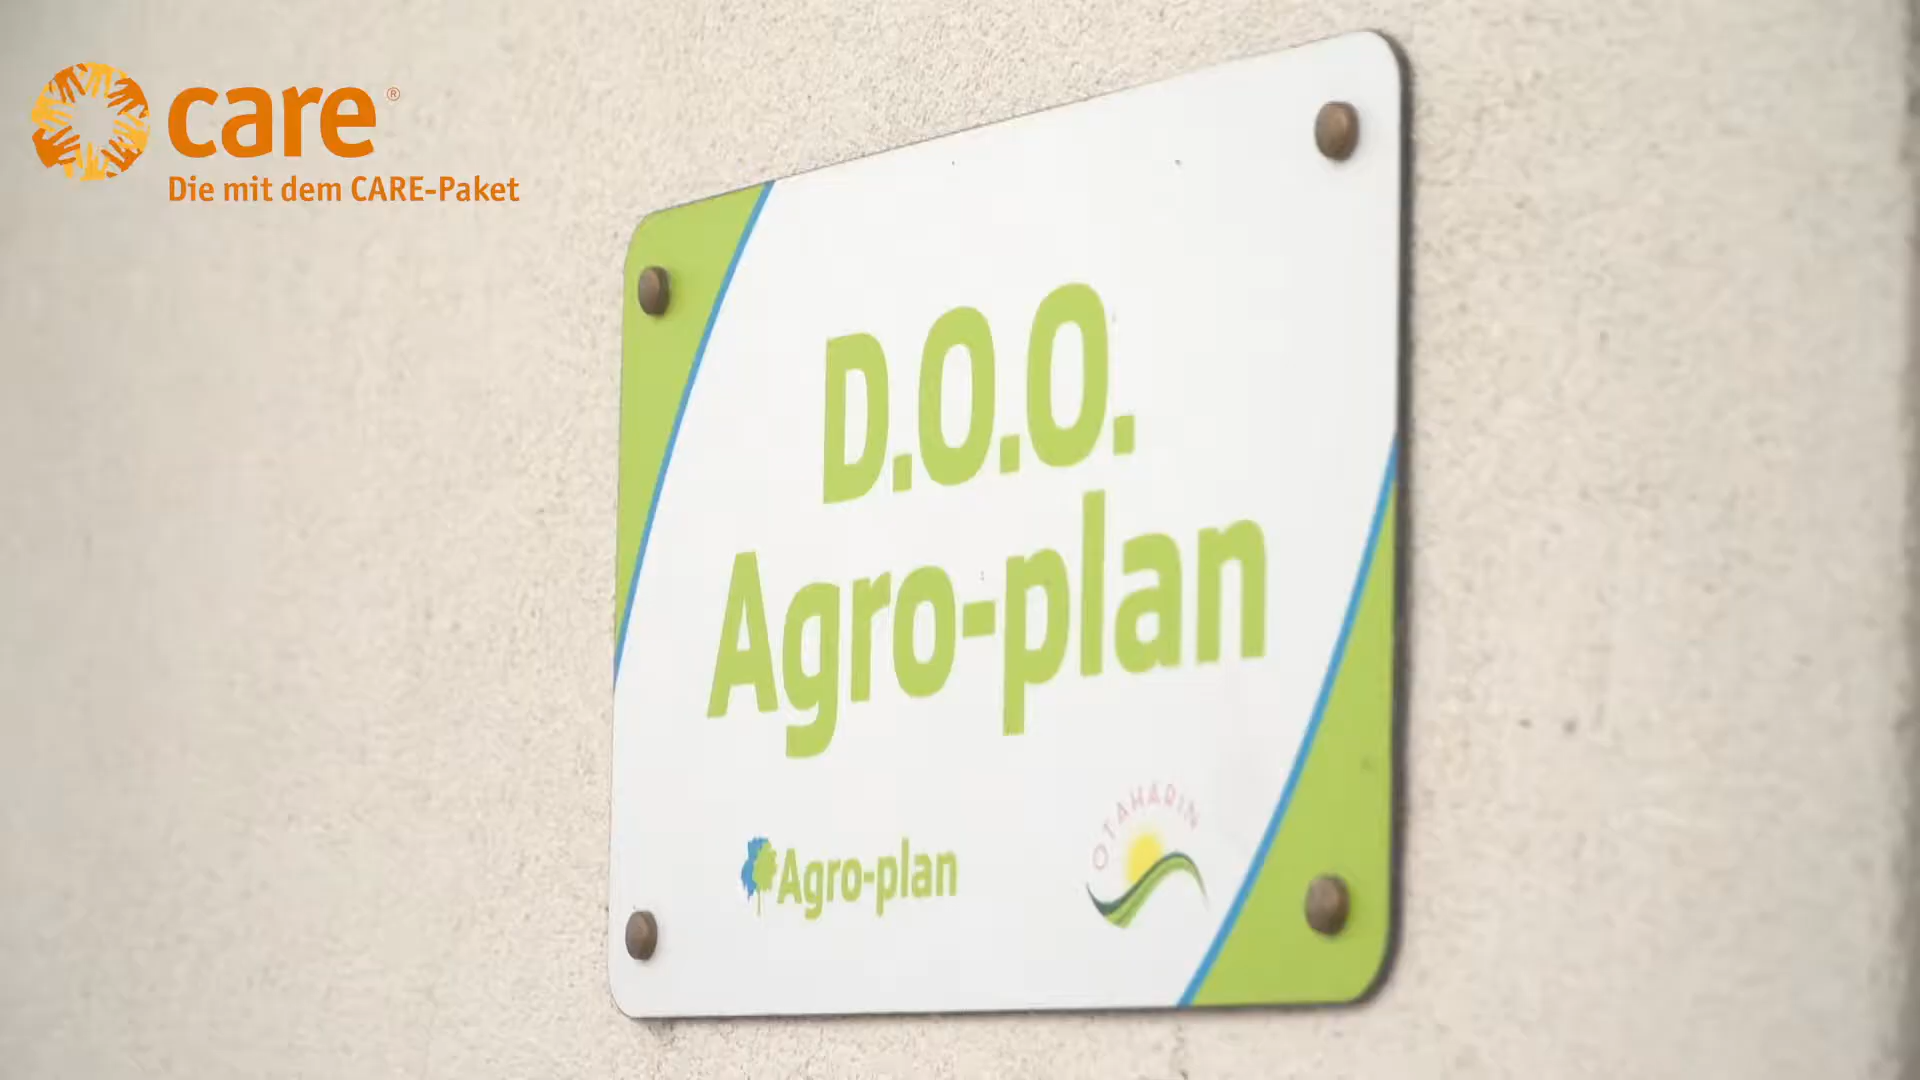 care®
Die mit dem CARE-Paket
D.O.O.
Agro-plan
Agro-plan
OTAHARIN